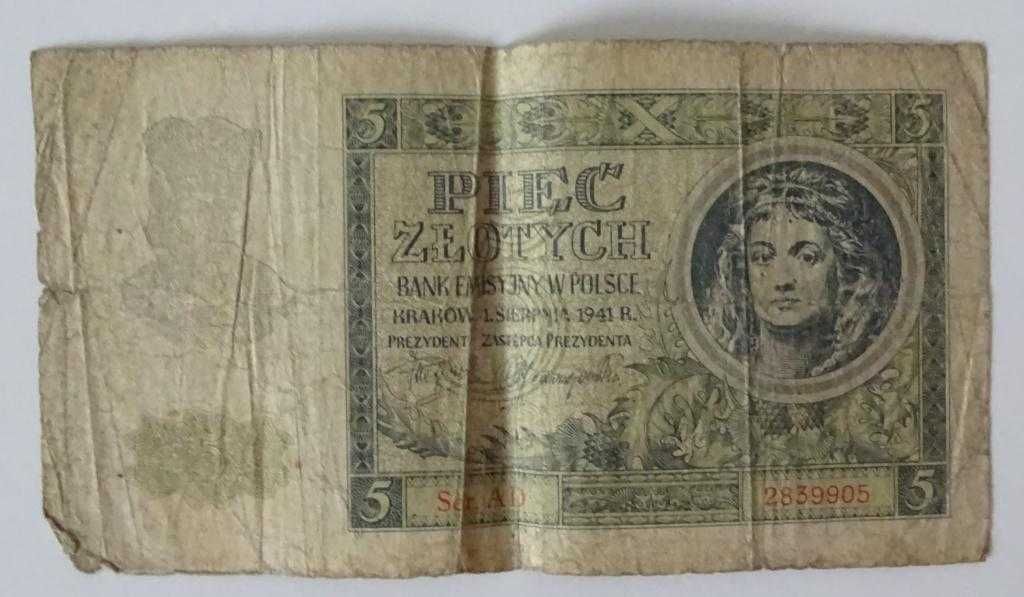 5 5
PIĘĆ
ZŁOTYCH
BANK EMISYJNY W POLSCE
KRAKÓW 1. SIERPNIA 1941 R.
PREZYDENT ZASTĘPCA PREZYDENTA
5 Ser. AD 2839905 5